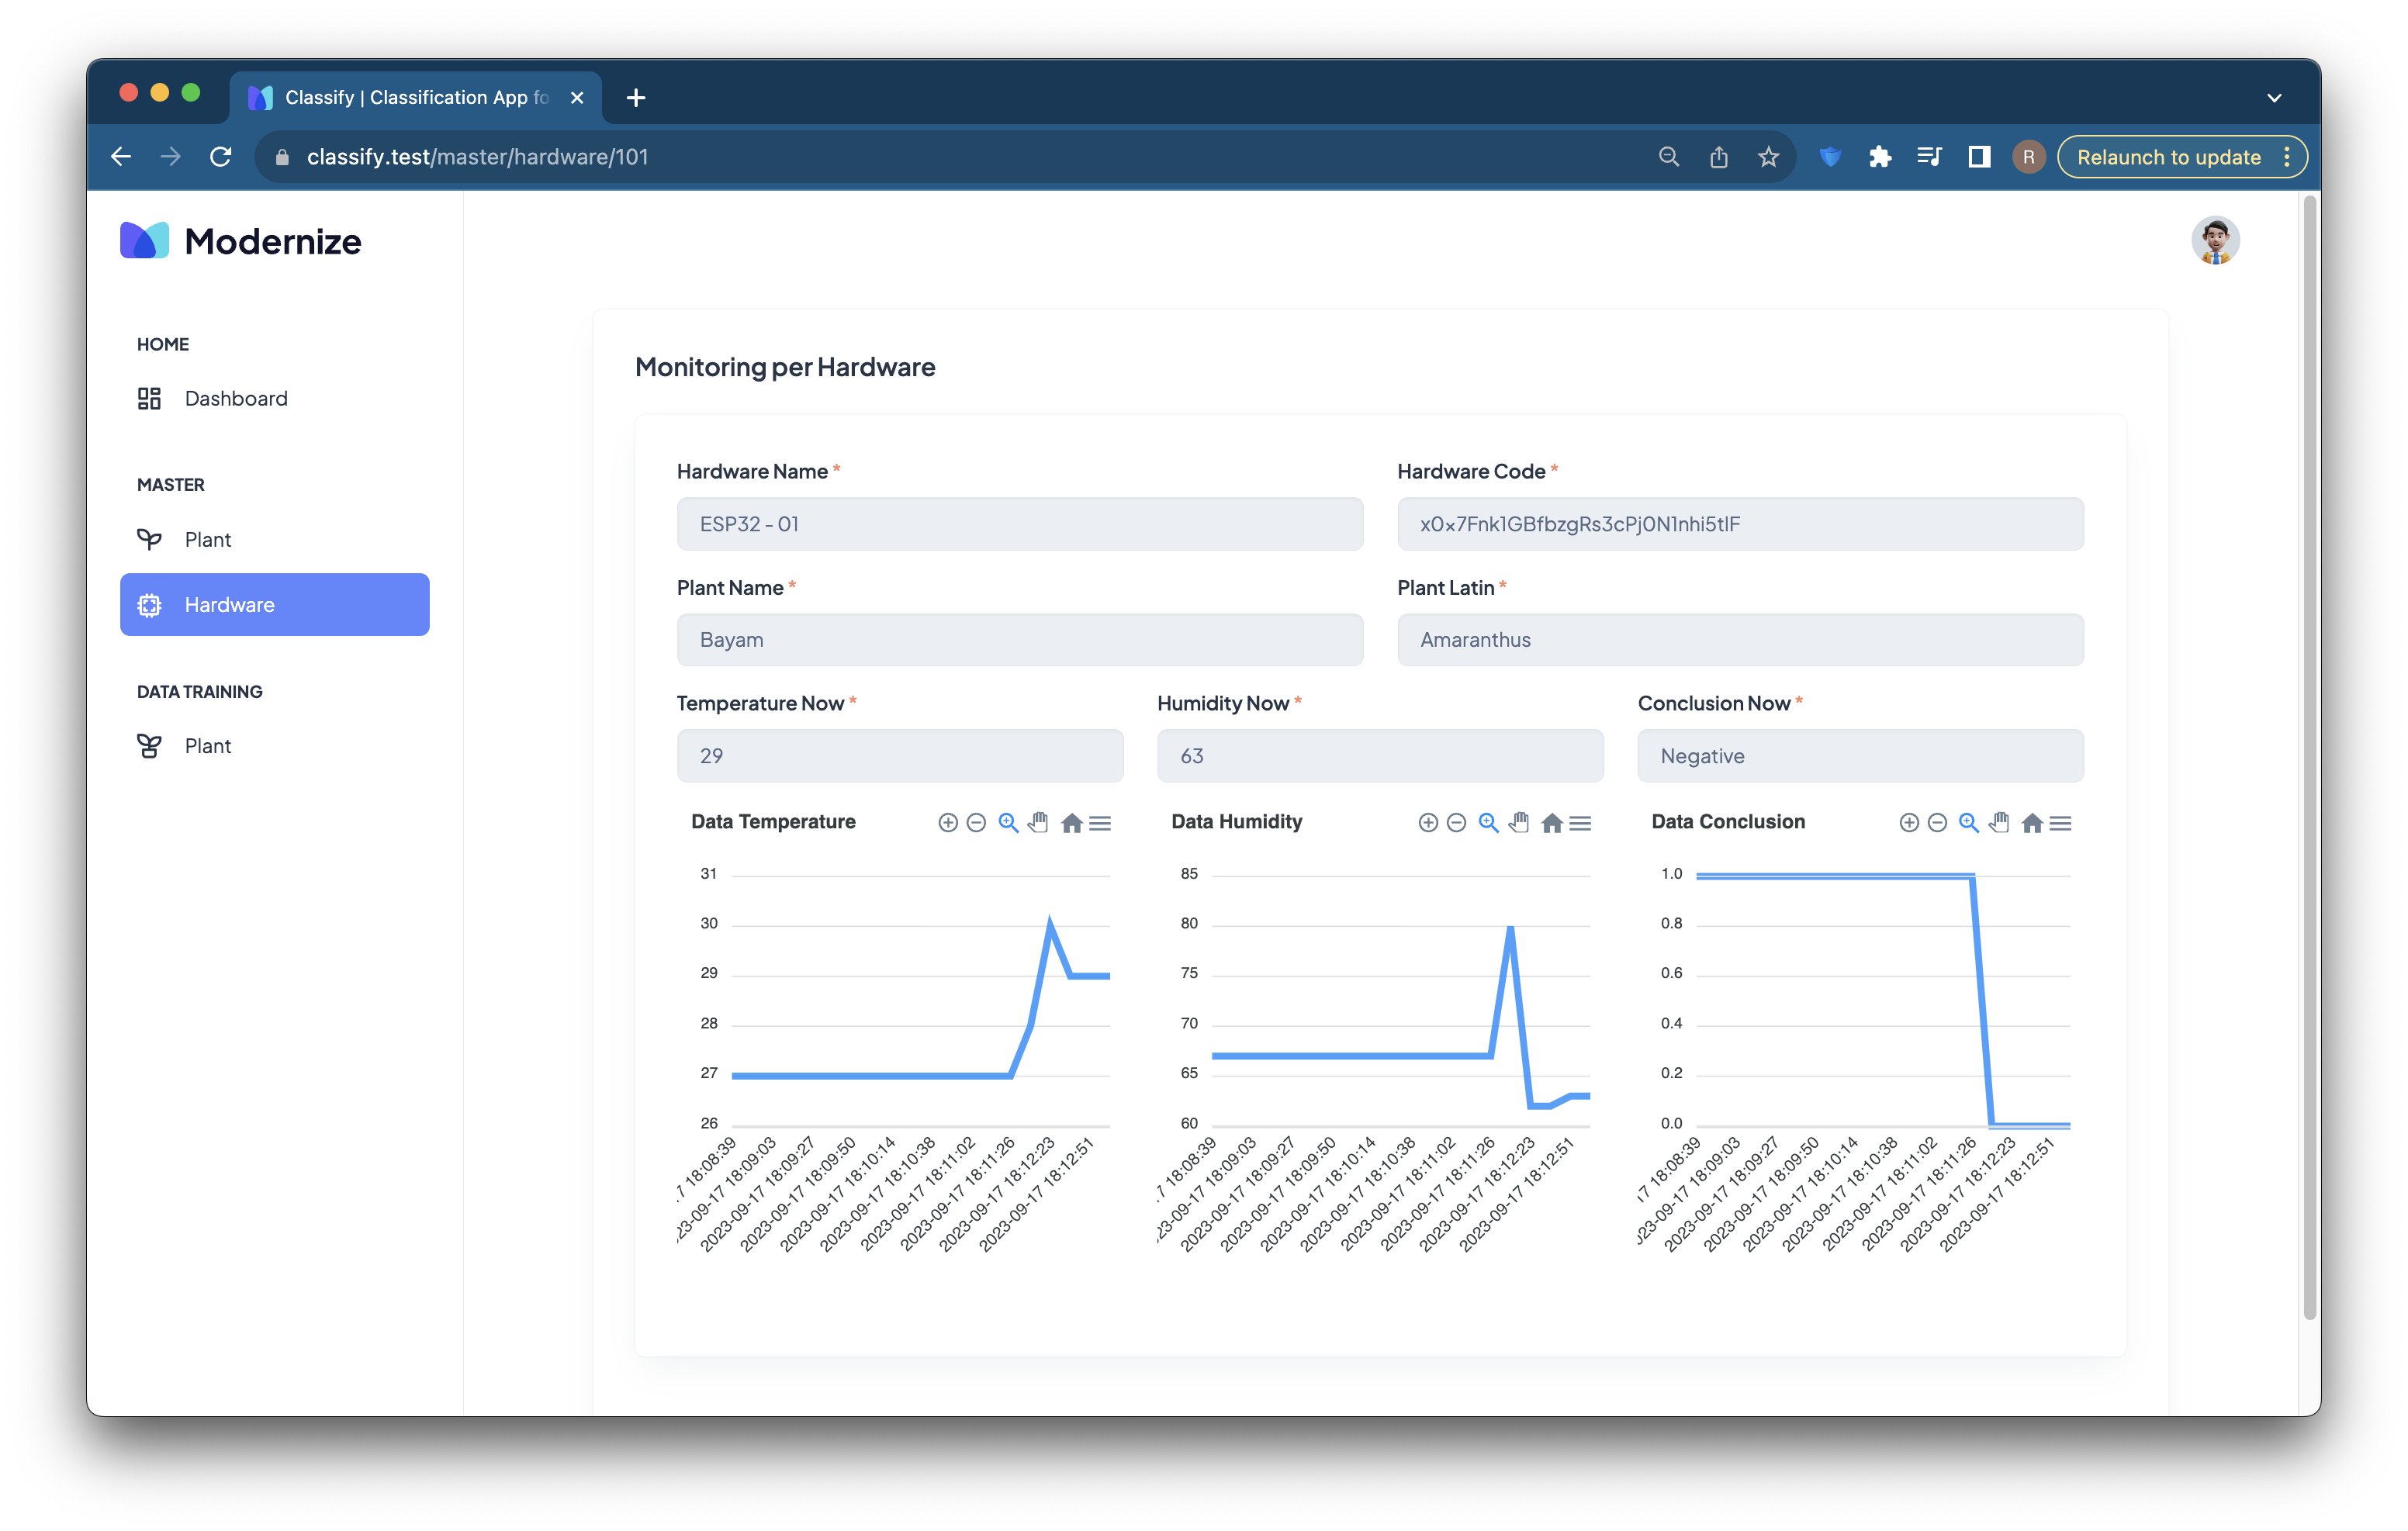 Classify | Classification App fo
classify.test/master/hardware/101
R
Relaunch to update
Modernize
HOME
Dashboard
MASTER
Plant
Hardware
DATA TRAINING
Plant
Monitoring per Hardware
Hardware Name *
Hardware Code *
ESP32 - 01
x0x7Fnk1GBfbzgRs3cPj0N1nhi5tlF
Plant Name *
Plant Latin *
Bayam
Amaranthus
Temperature Now *
Humidity Now *
Conclusion Now *
29
63
Negative
Data Temperature
31
30
29
28
27
26
7 18:08:39
23-09-17 18:09:03
2023-09-17 18:09:27
2023-09-17 18:09:50
2023-09-17 18:10:14
2023-09-17 18:10:38
2023-09-17 18:11:02
2023-09-17 18:11:26
2023-09-17 18:12:23
2023-09-17 18:12:51
Data Humidity
85
80
75
70
65
60
7 18:08:39
23-09-17 18:09:03
2023-09-17 18:09:27
2023-09-17 18:09:50
2023-09-17 18:10:14
2023-09-17 18:10:38
2023-09-17 18:11:02
2023-09-17 18:11:26
2023-09-17 18:12:23
2023-09-17 18:12:51
Data Conclusion
1.0
0.8
0.6
0.4
0.2
0.0
17 18:08:39
023-09-17 18:09:03
2023-09-17 18:09:27
2023-09-17 18:09:50
2023-09-17 18:10:14
2023-09-17 18:10:38
2023-09-17 18:11:02
2023-09-17 18:11:26
2023-09-17 18:12:23
2023-09-17 18:12:51